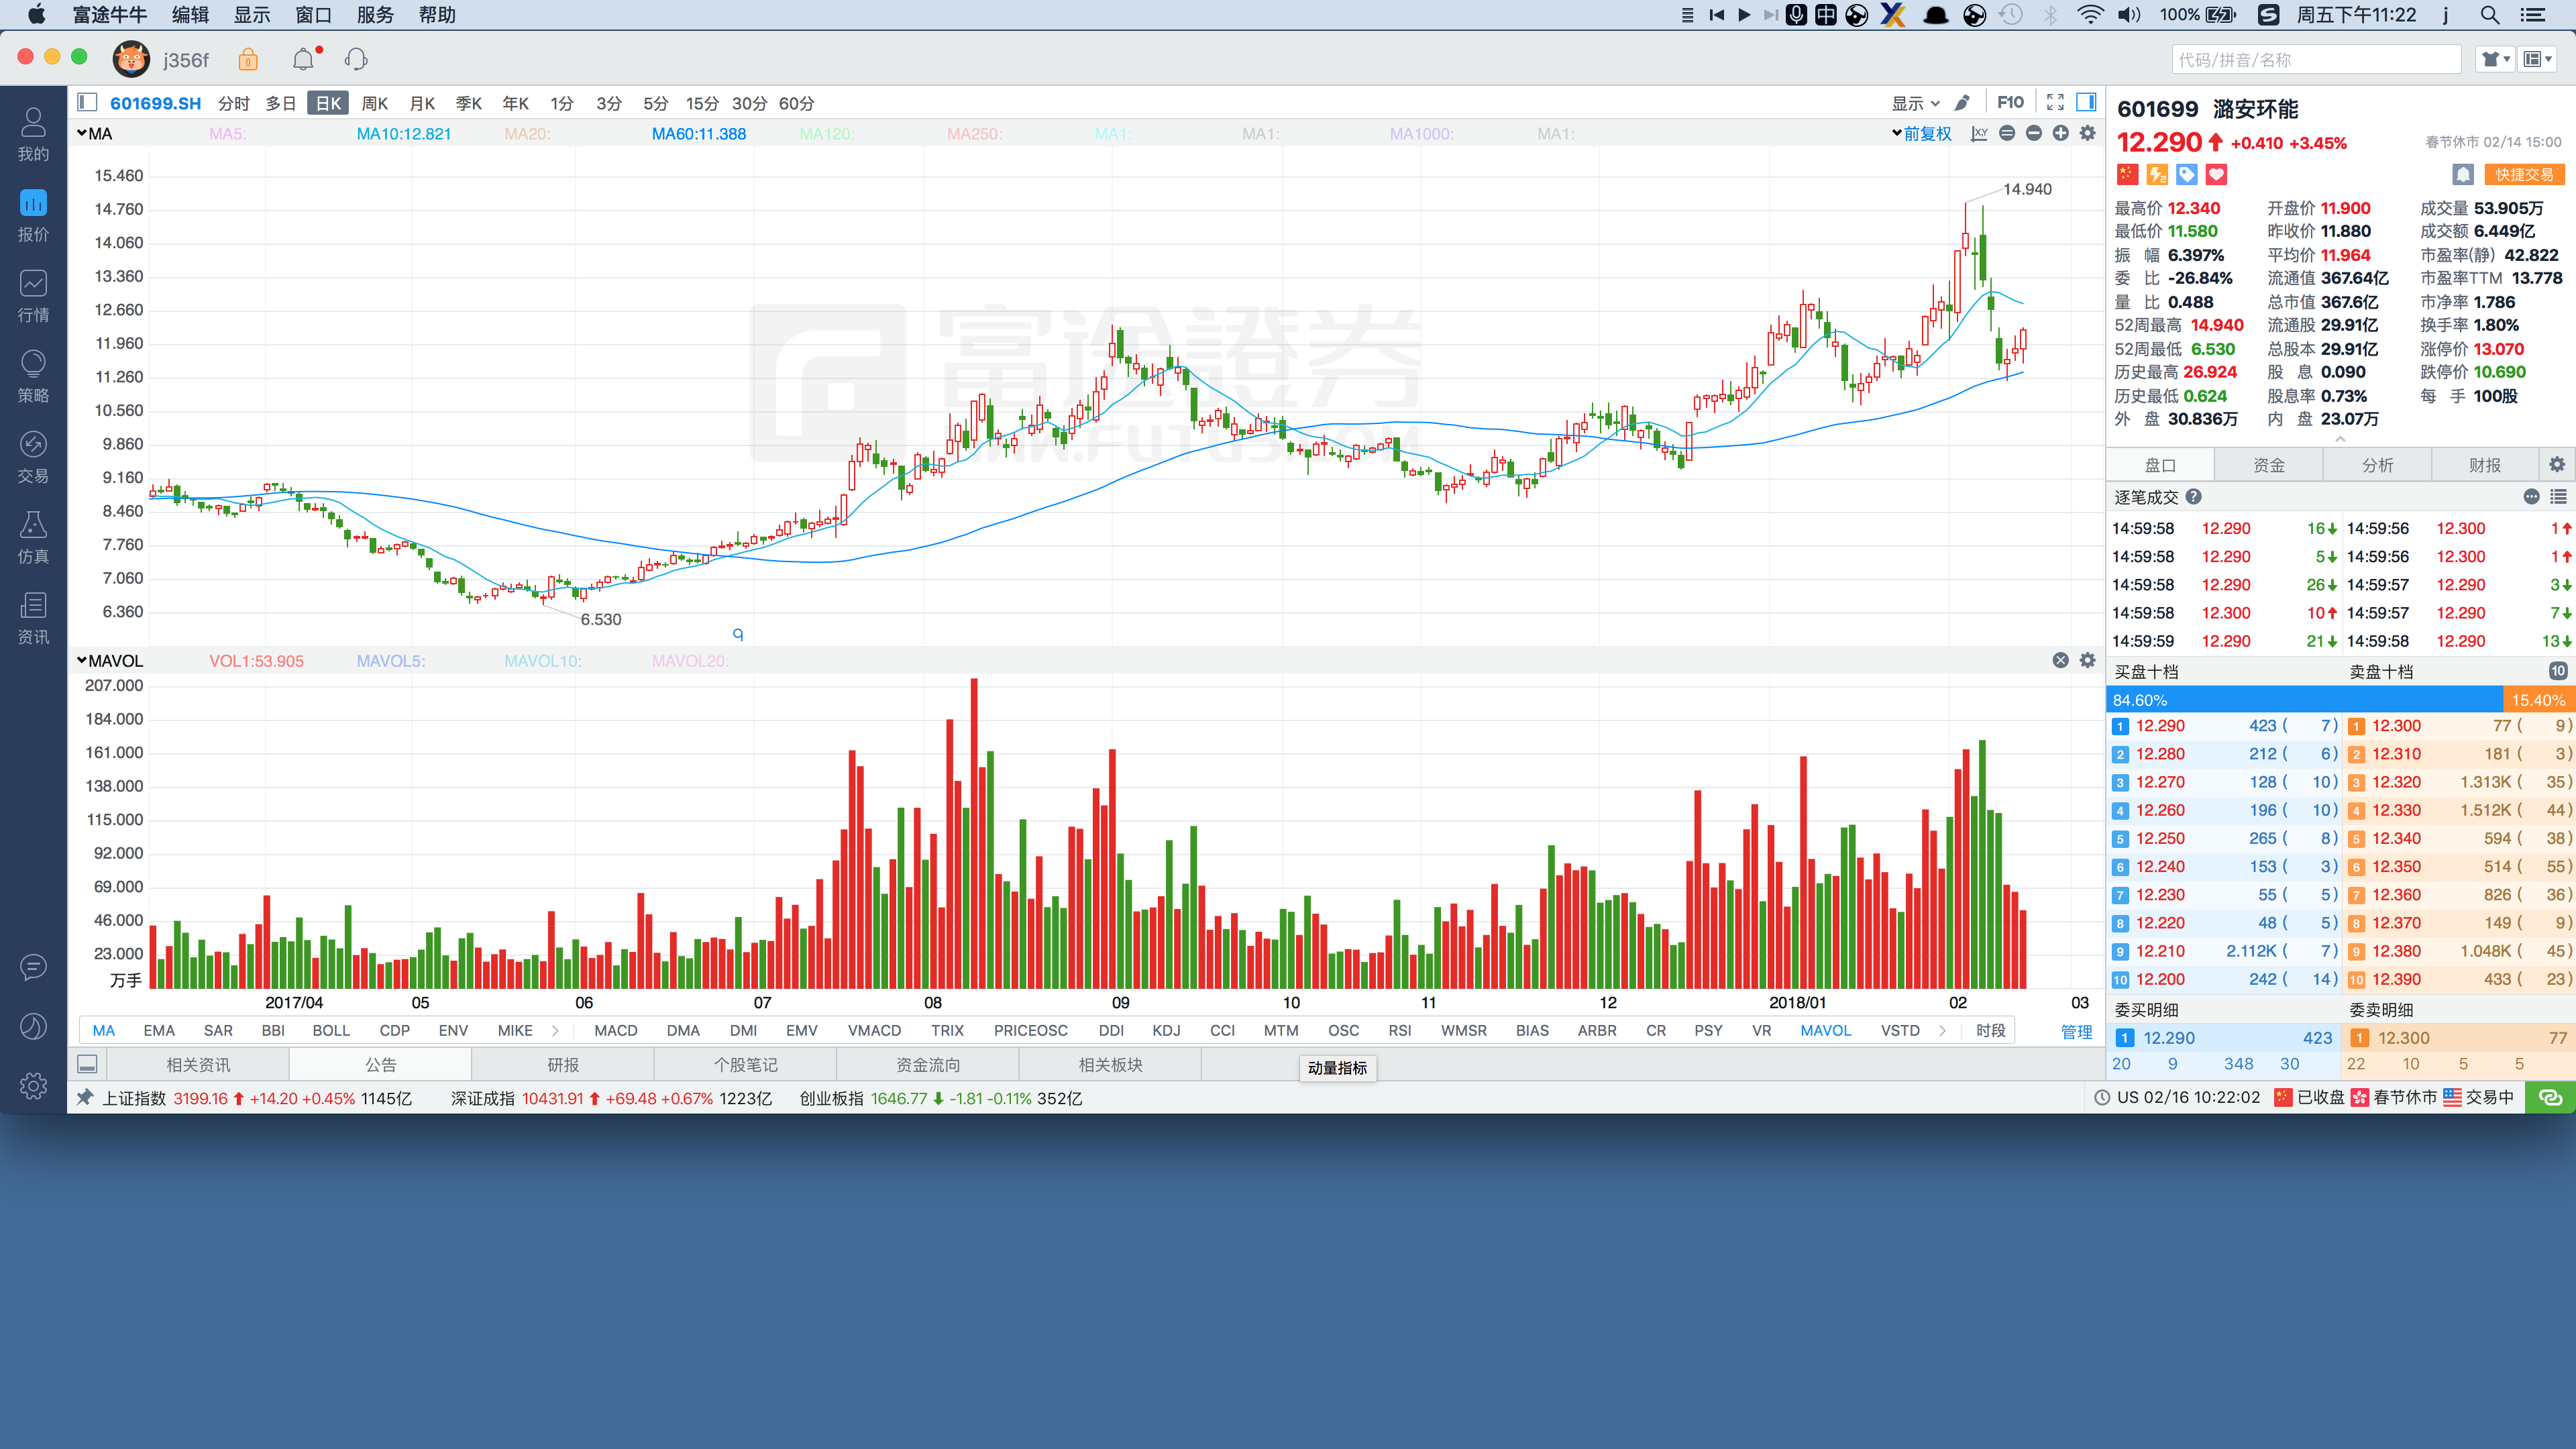 富途牛牛 编辑 显示 窗口 服务 帮助 中 100% 周五下午11:22 j
j356f 代码/拼音/名称
我的
报价
行情
策略
交易
仿真
资讯
601699.SH 分时 多日 日K 周K 月K 季K 年K 1分 3分 5分 15分 30分 60分 显示 F10
MA MA5: MA10:12.821 MA20: MA60:11.388 MA120: MA250: MA1: MA1: MA1000: MA1: 前复权
15.460
14.760
14.060
13.360
12.660
11.960
11.260
10.560
9.860
9.160
8.460
7.760
7.060
6.360
14.940
6.530
富途證券
MAVOL VOL1:53.905 MAVOL5: MAVOL10: MAVOL20:
207.000
184.000
161.000
138.000
115.000
92.000
69.000
46.000
23.000
万手
2017/04 05 06 07 08 09 10 11 12 2018/01 02 03
MA EMA SAR BBI BOLL CDP ENV MIKE MACD DMA DMI EMV VMACD TRIX PRICEOSC DDI KDJ CCI MTM OSC RSI WMSR BIAS ARBR CR PSY VR MAVOL VSTD 时段 管理
相关资讯 公告 研报 个股笔记 资金流向 相关板块
动量指标
上证指数 3199.16 +14.20 +0.45% 1145亿 深证成指 10431.91 +69.48 +0.67% 1223亿 创业板指 1646.77 -1.81 -0.11% 352亿
US 02/16 10:22:02 已收盘 春节休市 交易中
601699 潞安环能
12.290 +0.410 +3.45% 春节休市 02/14 15:00
快捷交易
最高价 12.340 开盘价 11.900 成交量 53.905万
最低价 11.580 昨收价 11.880 成交额 6.449亿
振 幅 6.397% 平均价 11.964 市盈率(静) 42.822
委 比 -26.84% 流通值 367.64亿 市盈率TTM 13.778
量 比 0.488 总市值 367.6亿 市净率 1.786
52周最高 14.940 流通股 29.91亿 换手率 1.80%
52周最低 6.530 总股本 29.91亿 涨停价 13.070
历史最高 26.924 股 息 0.090 跌停价 10.690
历史最低 0.624 股息率 0.73% 每 手 100股
外 盘 30.836万 内 盘 23.07万
盘口 资金 分析 财报
逐笔成交
14:59:58 12.290 16 14:59:56 12.300 1
14:59:58 12.290 5 14:59:56 12.300 1
14:59:58 12.290 26 14:59:57 12.290 3
14:59:58 12.300 10 14:59:57 12.290 7
14:59:59 12.290 21 14:59:58 12.290 13
买盘十档 卖盘十档 10
84.60% 15.40%
1 12.290 423 ( 7) 1 12.300 77 ( 9)
2 12.280 212 ( 6) 2 12.310 181 ( 3)
3 12.270 128 ( 10) 3 12.320 1.313K ( 35)
4 12.260 196 ( 10) 4 12.330 1.512K ( 44)
5 12.250 265 ( 8) 5 12.340 594 ( 38)
6 12.240 153 ( 3) 6 12.350 514 ( 55)
7 12.230 55 ( 5) 7 12.360 826 ( 36)
8 12.220 48 ( 5) 8 12.370 149 ( 9)
9 12.210 2.112K ( 7) 9 12.380 1.048K ( 45)
10 12.200 242 ( 14) 10 12.390 433 ( 23)
委买明细 委卖明细
1 12.290 423 1 12.300 77
20 9 348 30 22 10 5 5